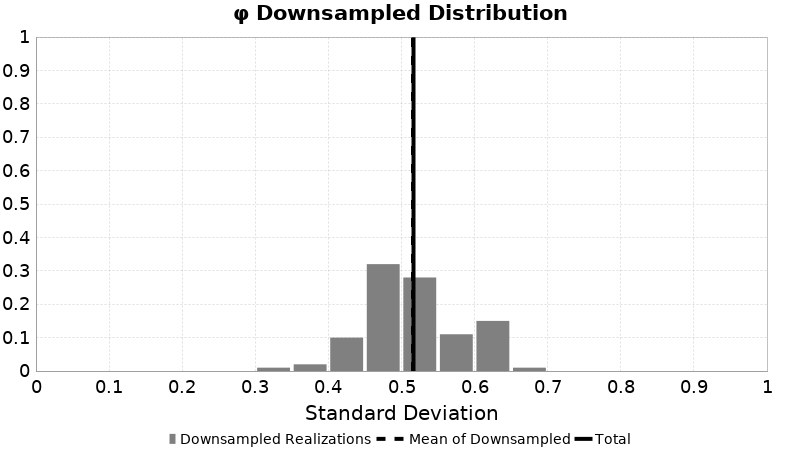 φ Downsampled Distribution
1
0.9
0.8
0.7
0.6
0.5
0.4
0.3
0.2
0.1
0
0 0.1 0.2 0.3 0.4 0.5 0.6 0.7 0.8 0.9 1
Standard Deviation
Downsampled Realizations Mean of Downsampled Total